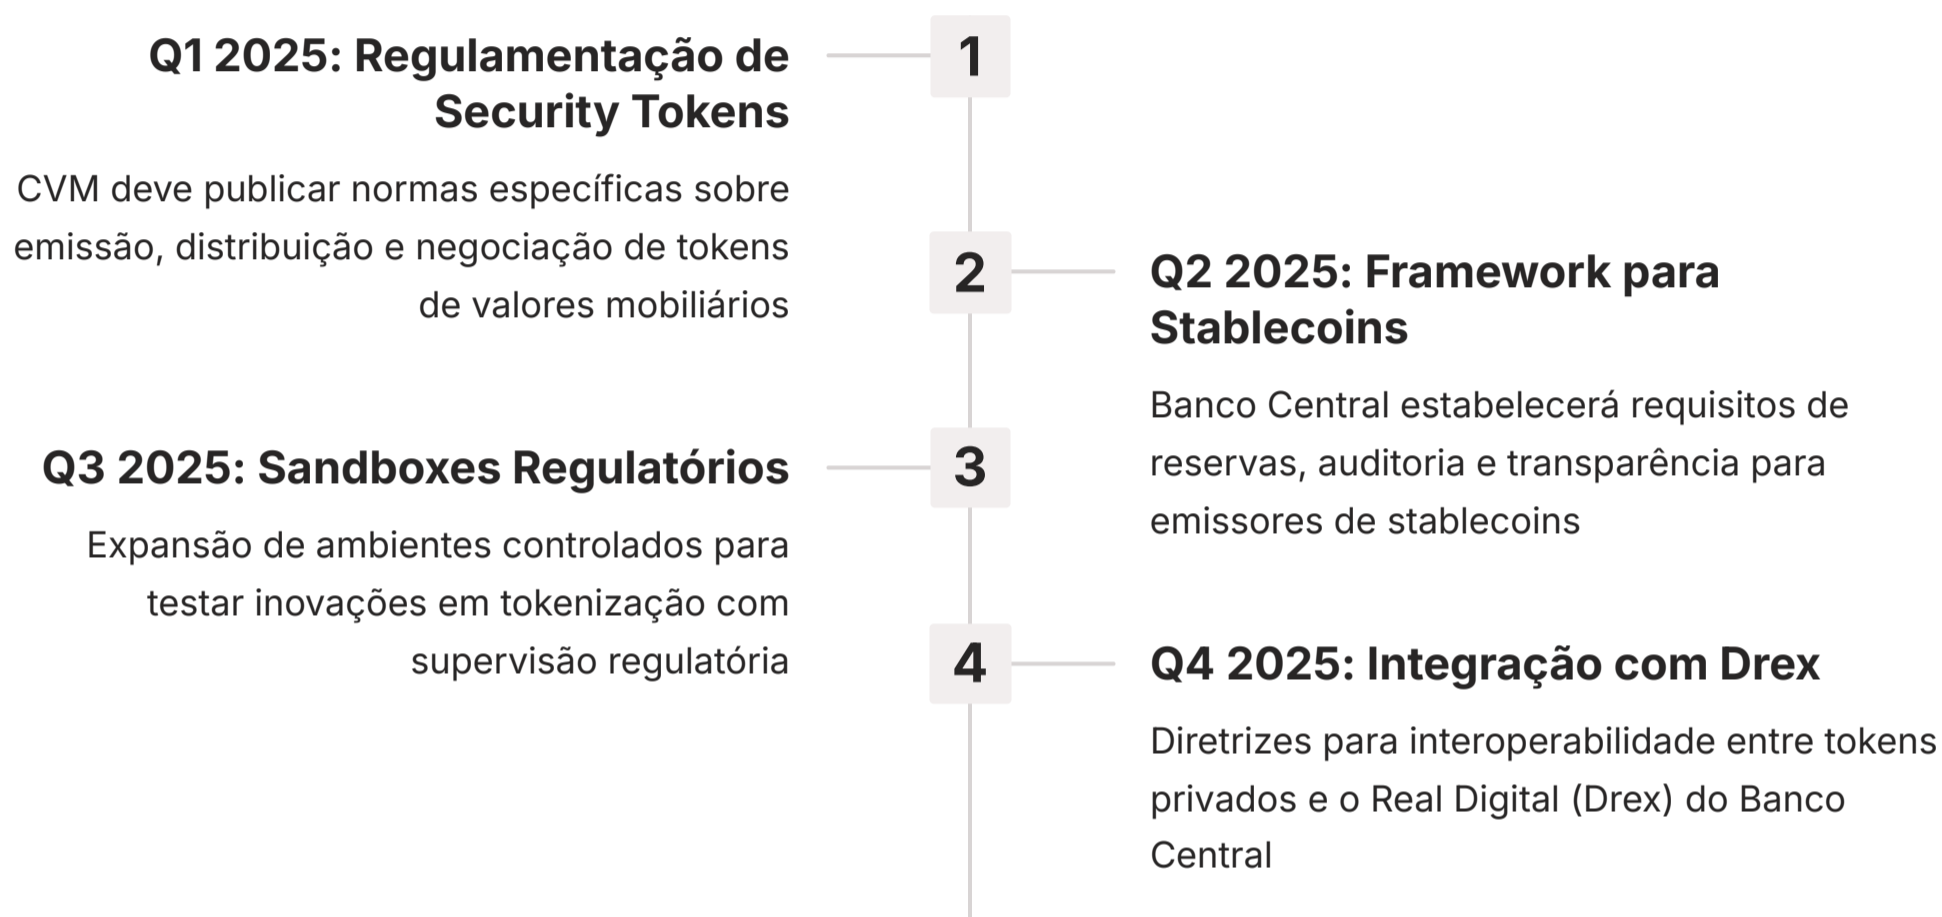 1
Q1 2025: Regulamentação de
Security Tokens
CVM deve publicar normas específicas sobre
emissão, distribuição e negociação de tokens
de valores mobiliários
2
Q2 2025: Framework para
Stablecoins
Banco Central estabelecerá requisitos de
reservas, auditoria e transparência para
emissores de stablecoins
3
Q3 2025: Sandboxes Regulatórios
Expansão de ambientes controlados para
testar inovações em tokenização com
supervisão regulatória
4
Q4 2025: Integração com Drex
Diretrizes para interoperabilidade entre tokens
privados e o Real Digital (Drex) do Banco
Central